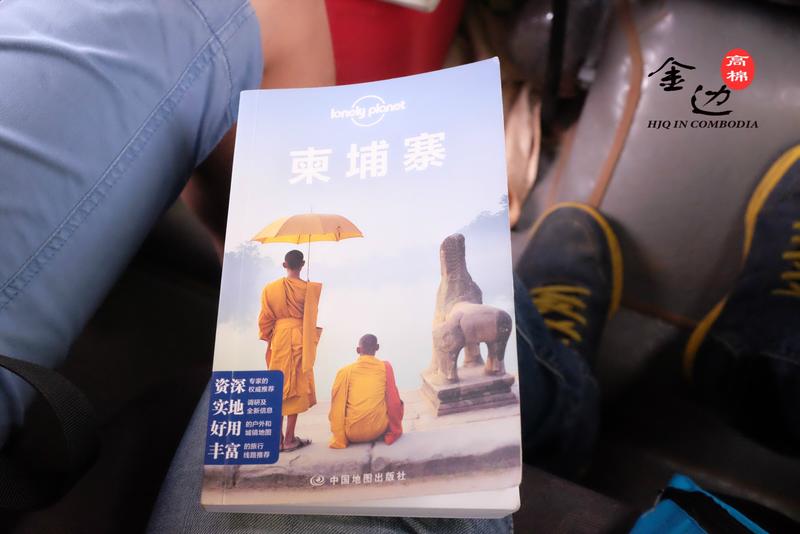 lonely planet
柬埔寨
资深 专家的权威推荐
实地 调研及全新信息
好用 的户外和城镇地图
丰富 的旅行线路推荐
中国地图出版社
金边
高棉
HJQ IN COMBODIA